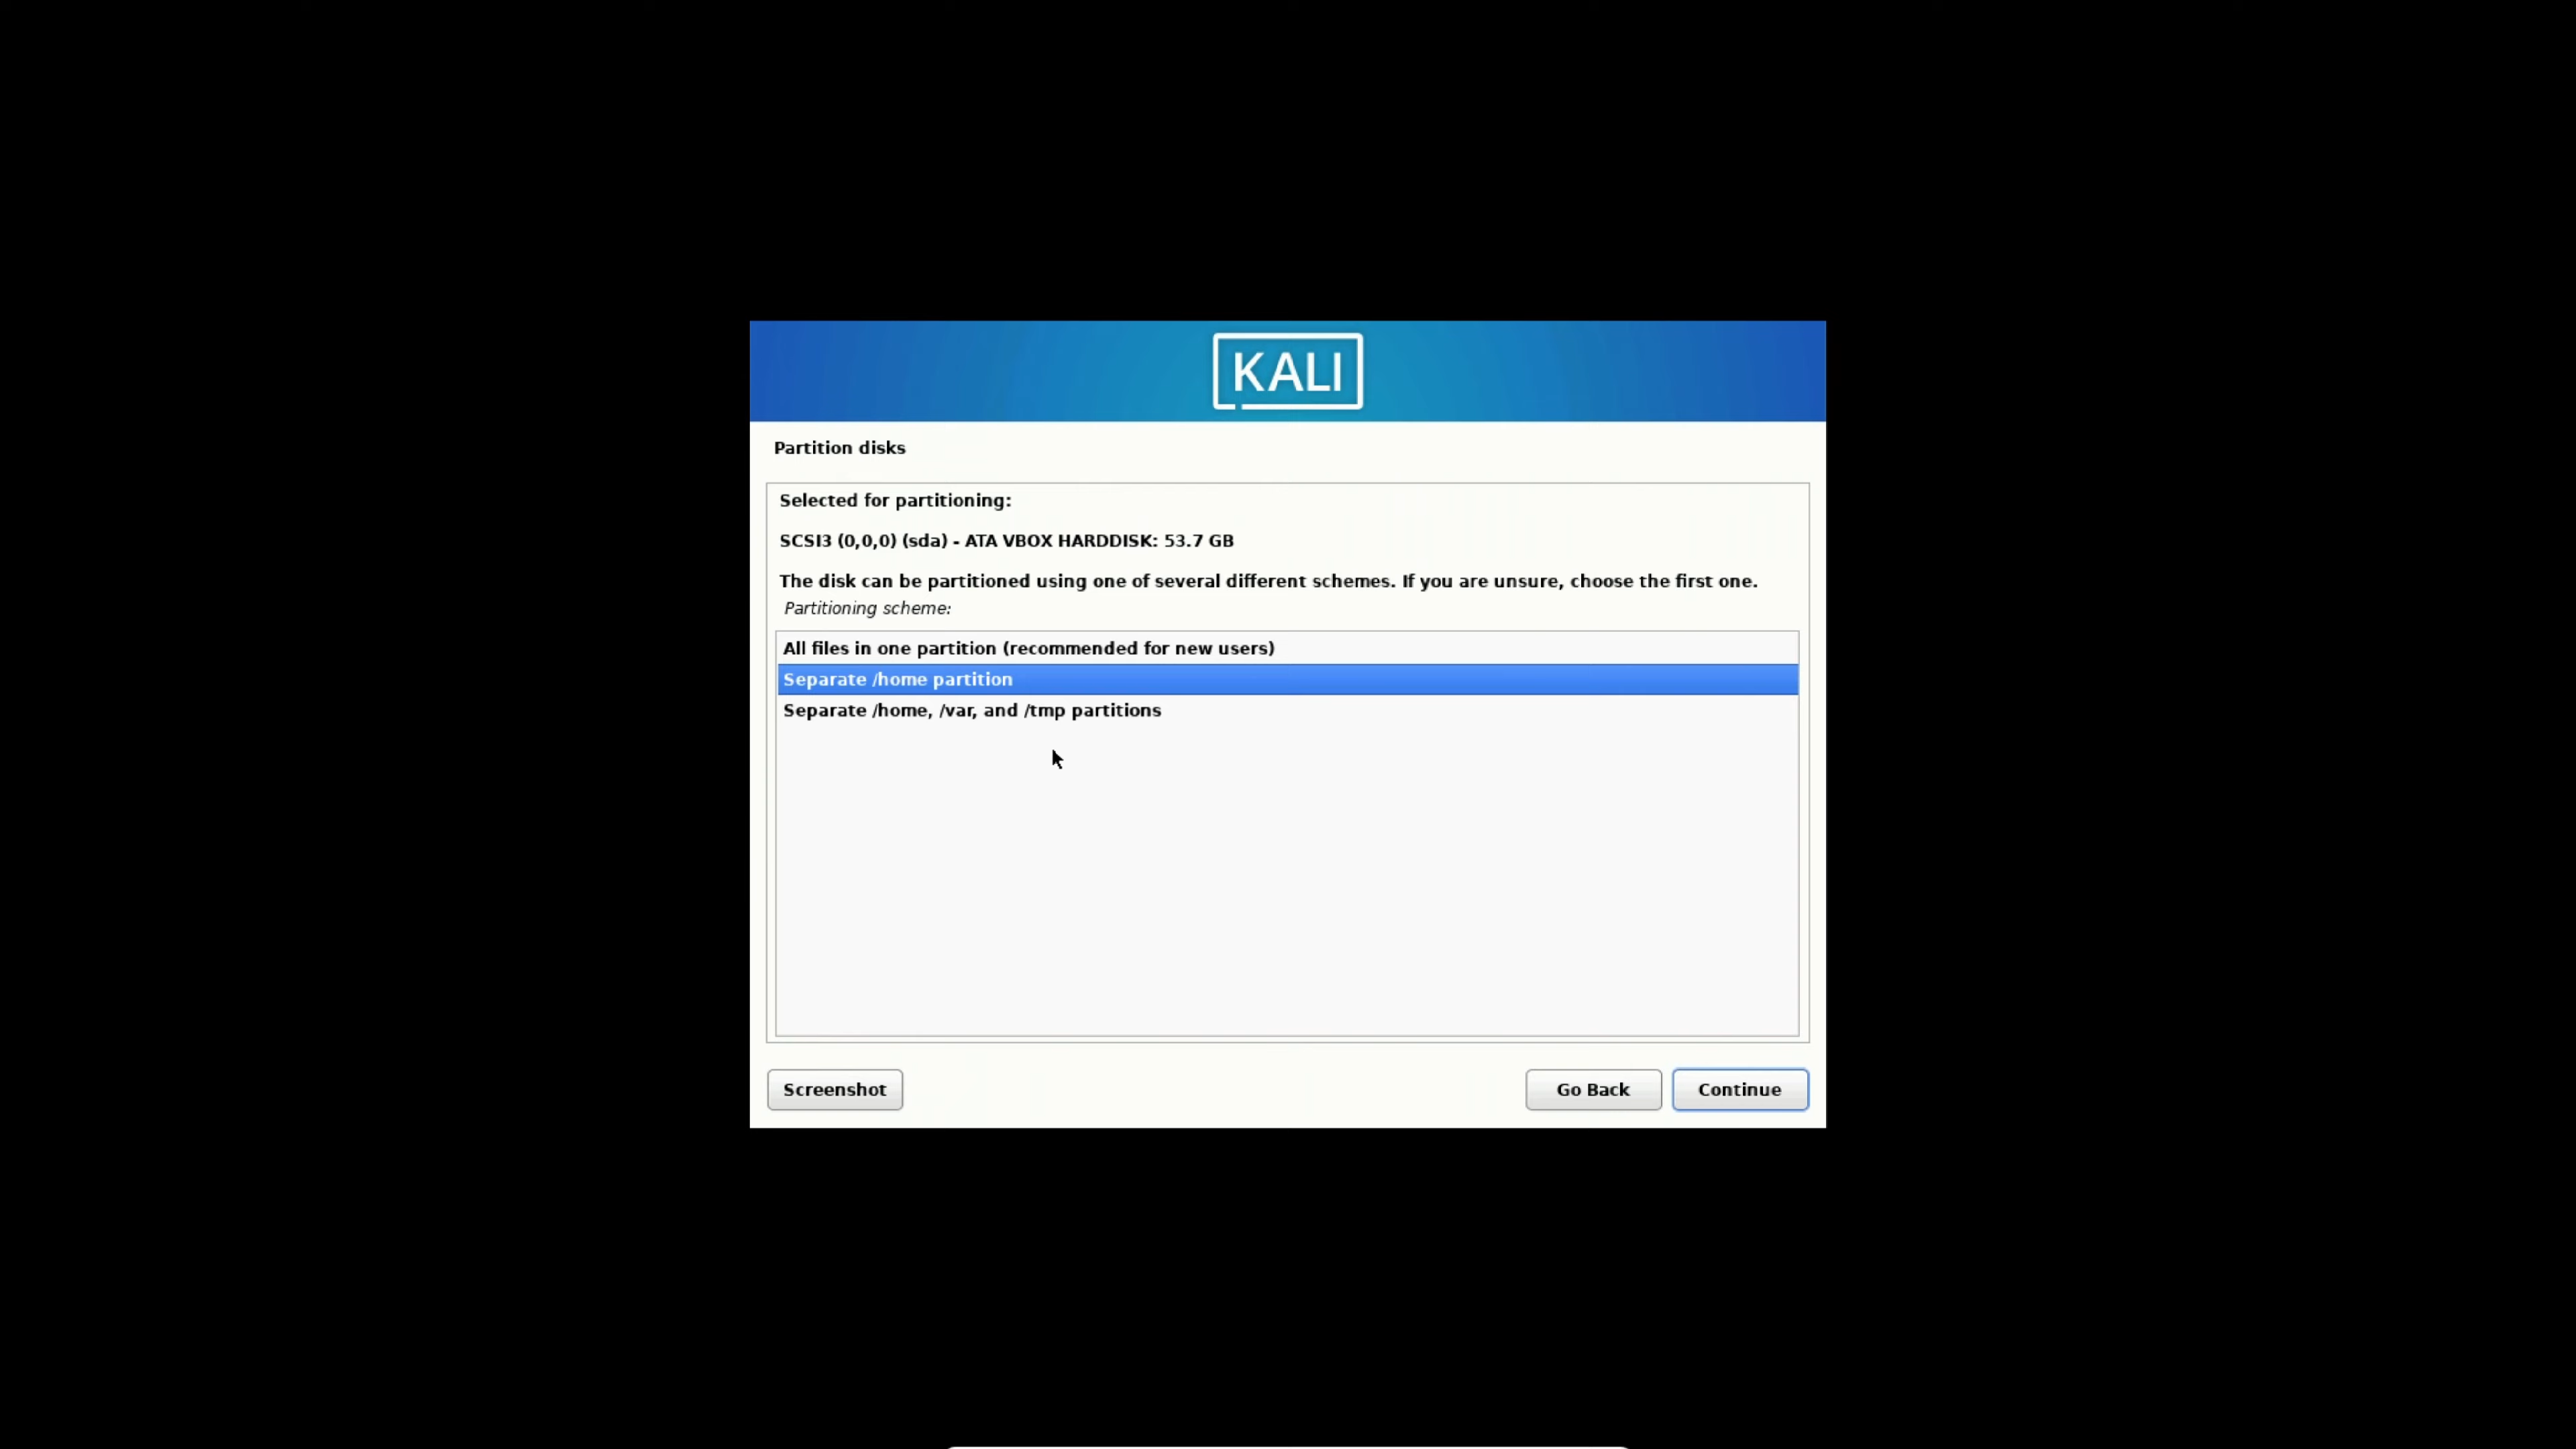 KALI
Partition disks
Selected for partitioning:
SCSI3 (0,0,0) (sda) - ATA VBOX HARDDISK: 53.7 GB
The disk can be partitioned using one of several different schemes. If you are unsure, choose the first one.
Partitioning scheme:
All files in one partition (recommended for new users)
Separate /home partition
Separate /home, /var, and /tmp partitions
Screenshot
Go Back
Continue